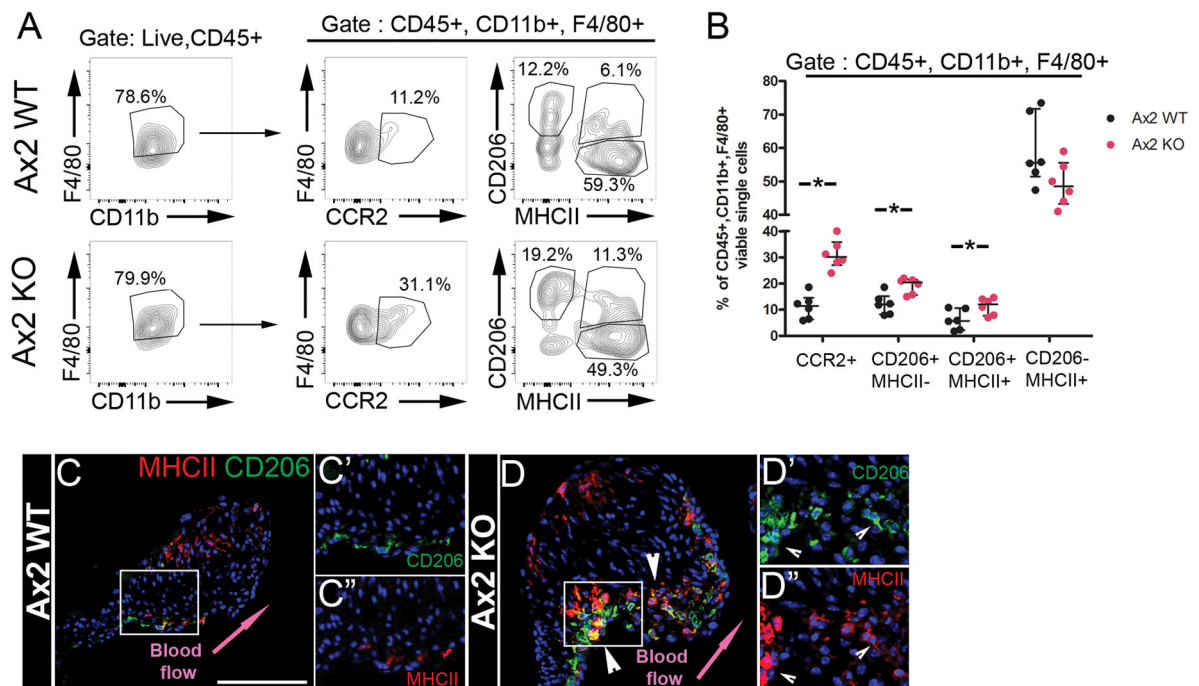 A
Gate: Live,CD45+
Gate : CD45+, CD11b+, F4/80+
Ax2 WT
78.6%
F4/80
CD11b
11.2%
F4/80
CCR2
12.2%
6.1%
59.3%
CD206
MHCII
Ax2 KO
79.9%
F4/80
CD11b
31.1%
F4/80
CCR2
19.2%
11.3%
49.3%
CD206
MHCII
B
Gate : CD45+, CD11b+, F4/80+
% of CD45+,CD11b+,F4/80+
viable single cells
80
70
60
50
40
40
30
20
10
0
*
*
*
Ax2 WT
Ax2 KO
CCR2+
CD206+
MHCII-
CD206+
MHCII+
CD206-
MHCII+
Ax2 WT
C
MHCII CD206
Blood
flow
C'
CD206
C"
MHCII
Ax2 KO
D
Blood
flow
D'
CD206
D"
MHCII